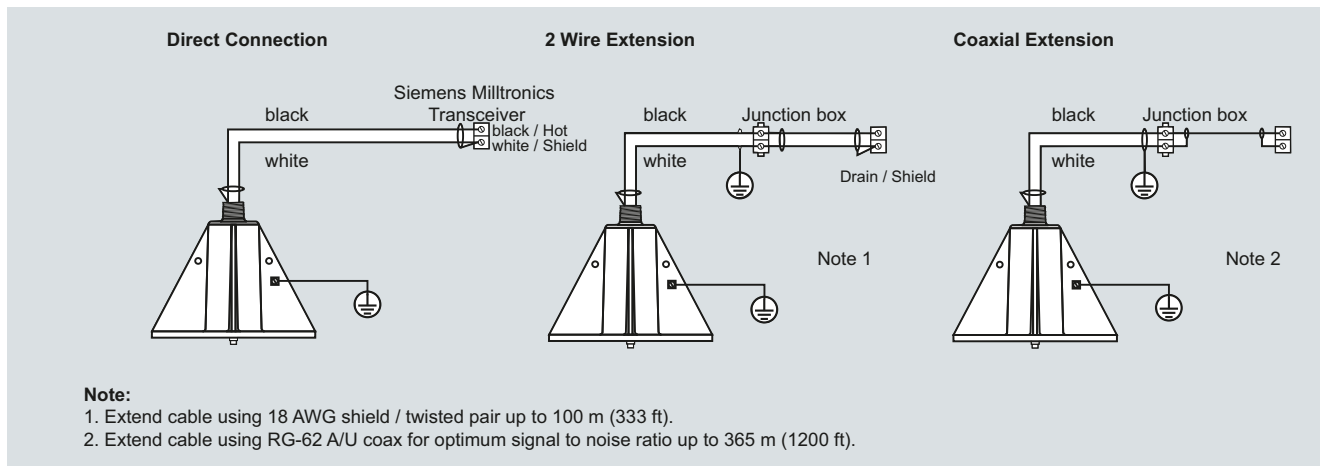 Direct Connection
2 Wire Extension
Coaxial Extension
Siemens Milltronics
Transceiver
black
black / Hot
white / Shield
white
black
Junction box
white
Drain / Shield
Note 1
black
Junction box
white
Note 2
Note:
1. Extend cable using 18 AWG shield / twisted pair up to 100 m (333 ft).
2. Extend cable using RG-62 A/U coax for optimum signal to noise ratio up to 365 m (1200 ft).